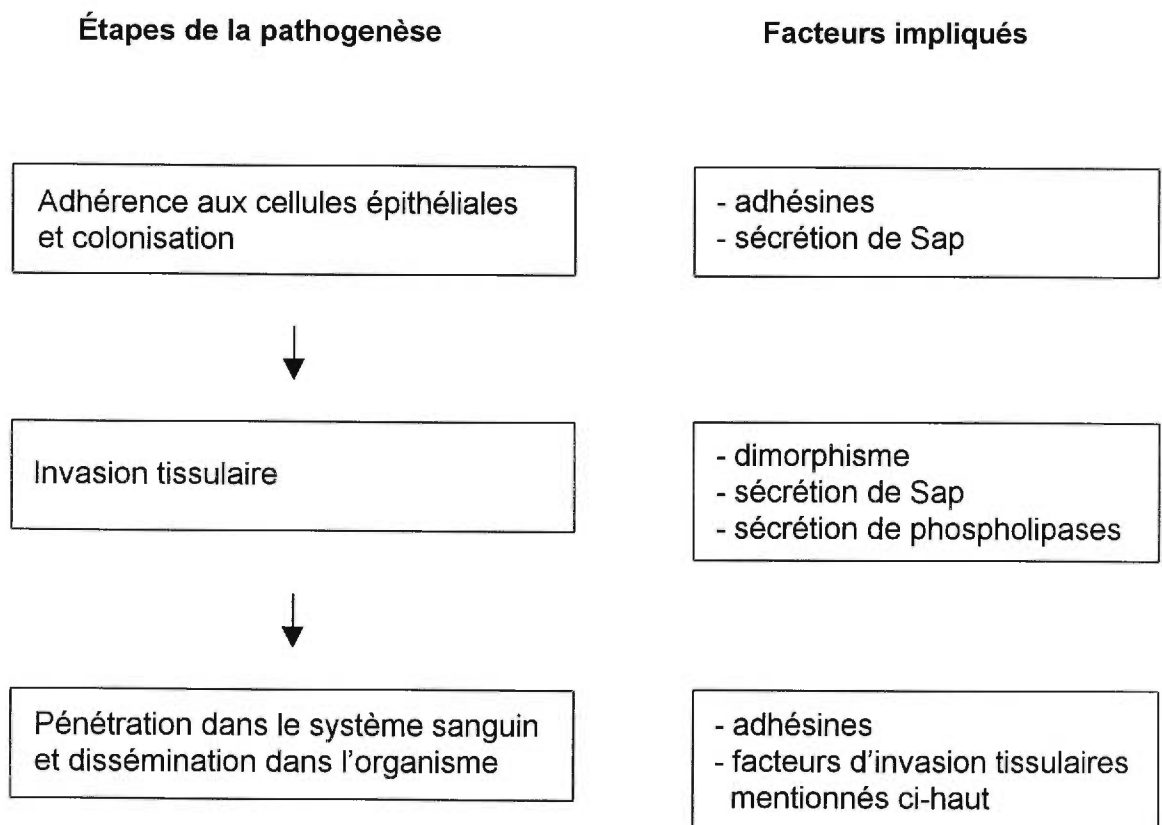 Étapes de la pathogenèse
Facteurs impliqués
Adhérence aux cellules épithéliales
et colonisation
- adhésines
- sécrétion de Sap
Invasion tissulaire
- dimorphisme
- sécrétion de Sap
- sécrétion de phospholipases
Pénétration dans le système sanguin
et dissémination dans l'organisme
- adhésines
- facteurs d'invasion tissulaires
mentionnés ci-haut